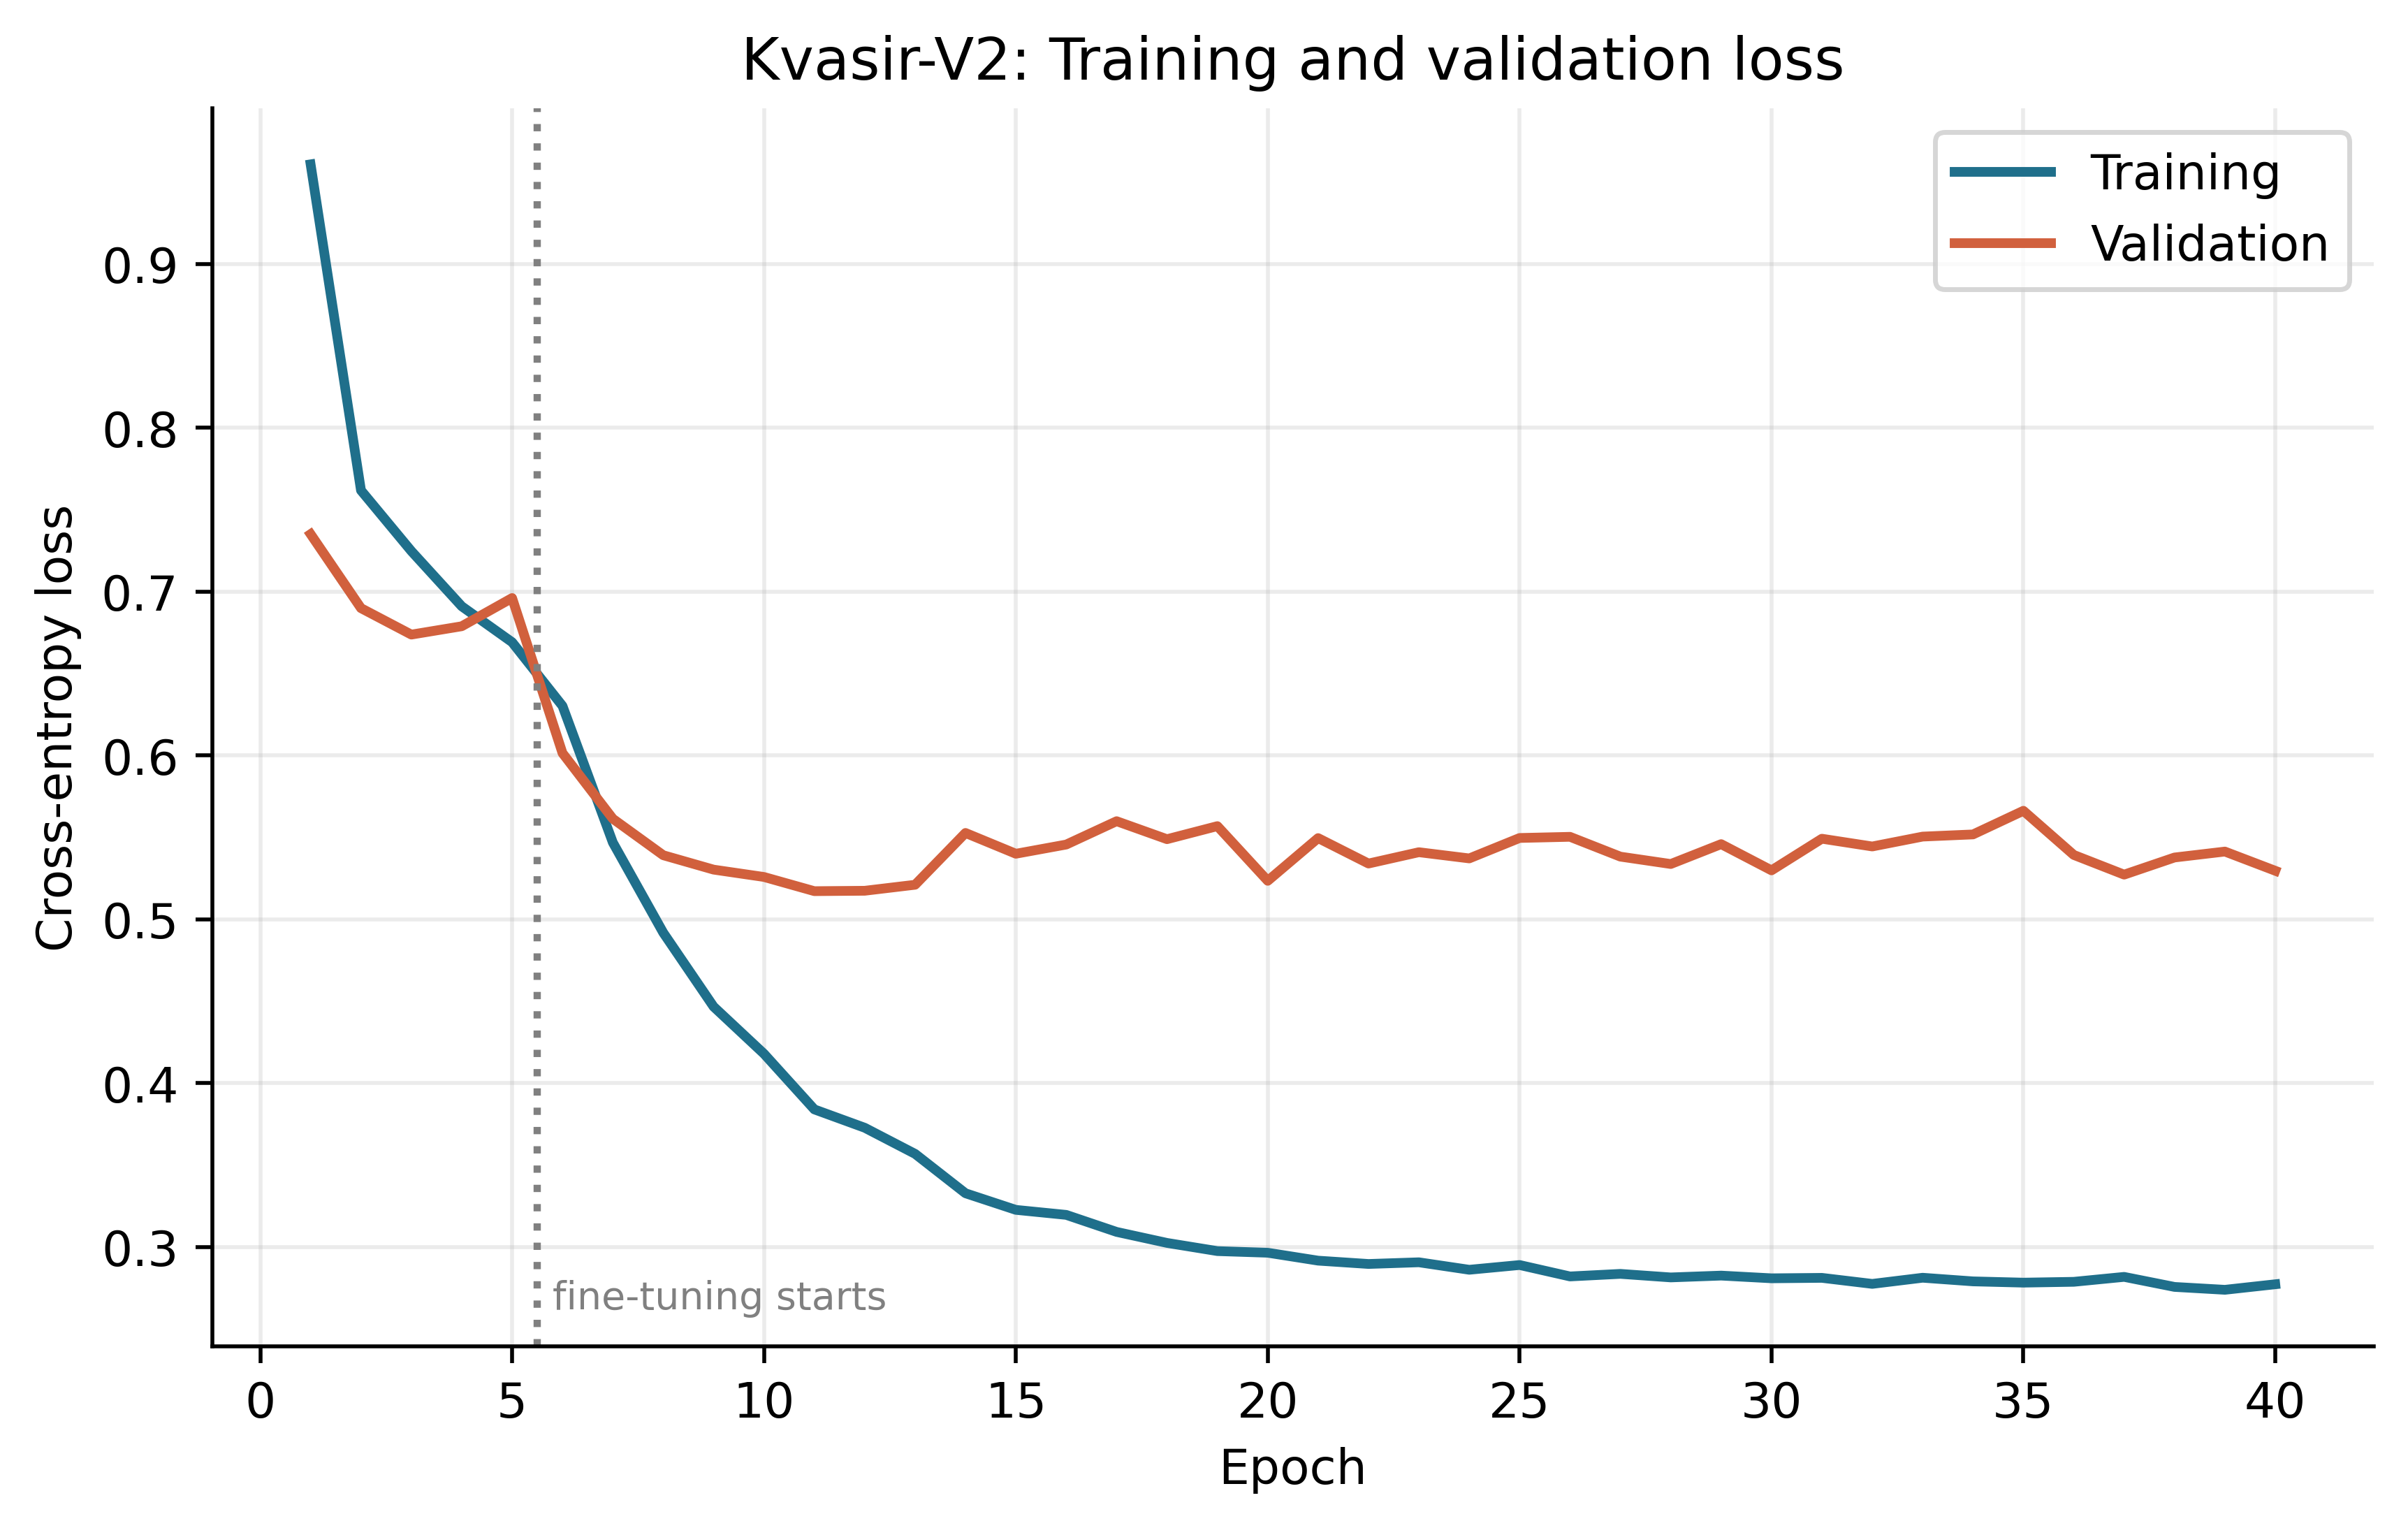 Kvasir-V2: Training and validation loss
Training
Validation
Cross-entropy loss
0.9
0.8
0.7
0.6
0.5
0.4
0.3
fine-tuning starts
0 5 10 15 20 25 30 35 40
Epoch